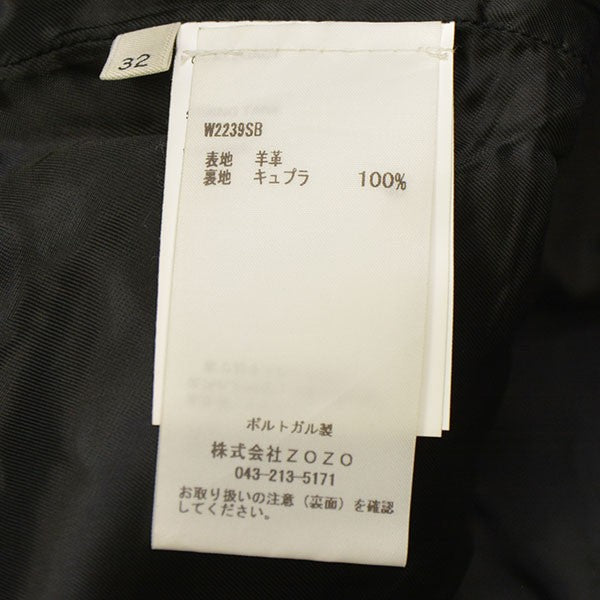 32
W2239SB
表地 羊革
裏地 キュプラ 100%
ポルトガル製
株式会社ZOZO
043-213-5171
お取り扱いの注意（裏面）を確認
してください。